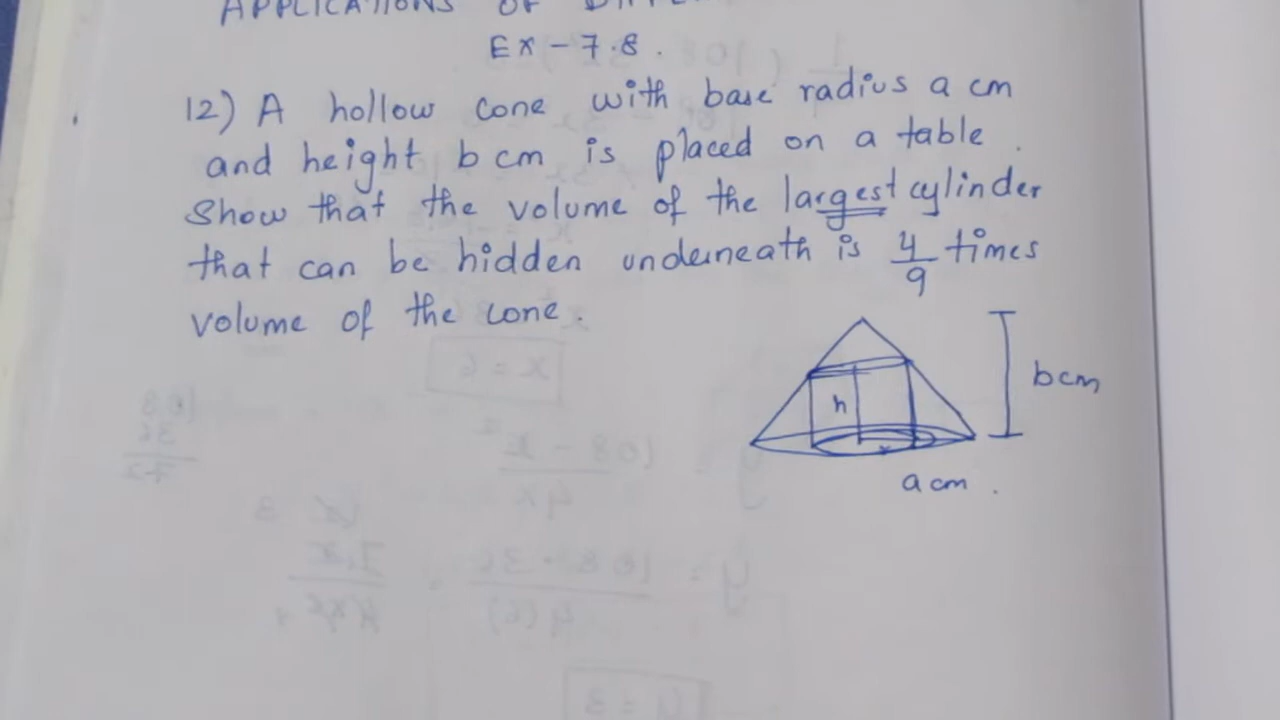 APPLICATIONS OF
EX - 7.8.
12) A hollow cone with base radius a cm
and height b cm is placed on a table.
Show that the volume of the largest cylinder
that can be hidden underneath is 4/9 times
volume of the cone.
h
b cm
r
a cm.